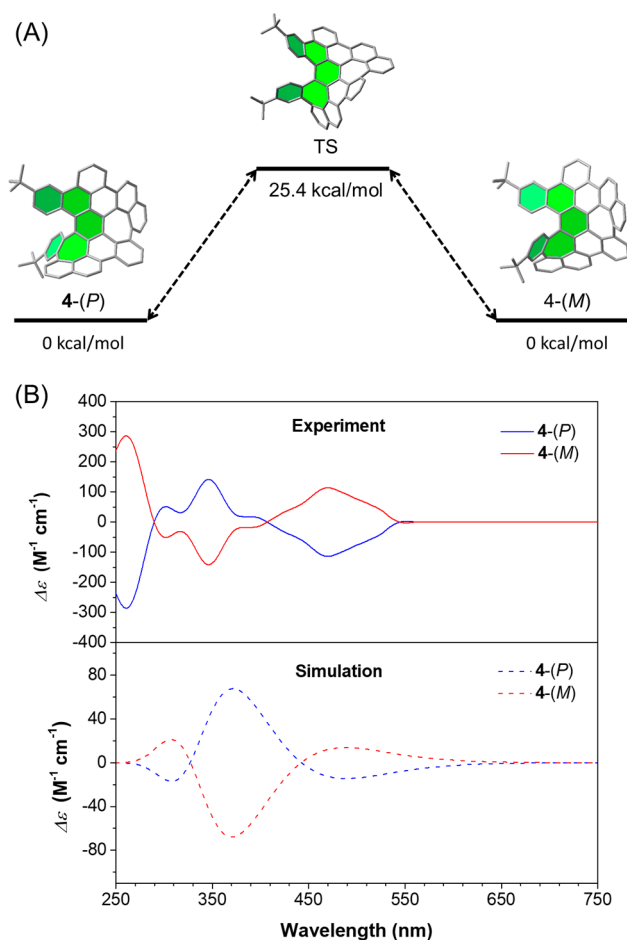 (A)
TS
25.4 kcal/mol
4-(P)
4-(M)
0 kcal/mol
0 kcal/mol
(B)
Experiment
4-(P)
4-(M)
400
300
200
100
0
-100
-200
-300
-400
Δε (M⁻¹ cm⁻¹)
Simulation
4-(P)
4-(M)
80
40
0
-40
-80
Δε (M⁻¹ cm⁻¹)
250 350 450 550 650 750
Wavelength (nm)